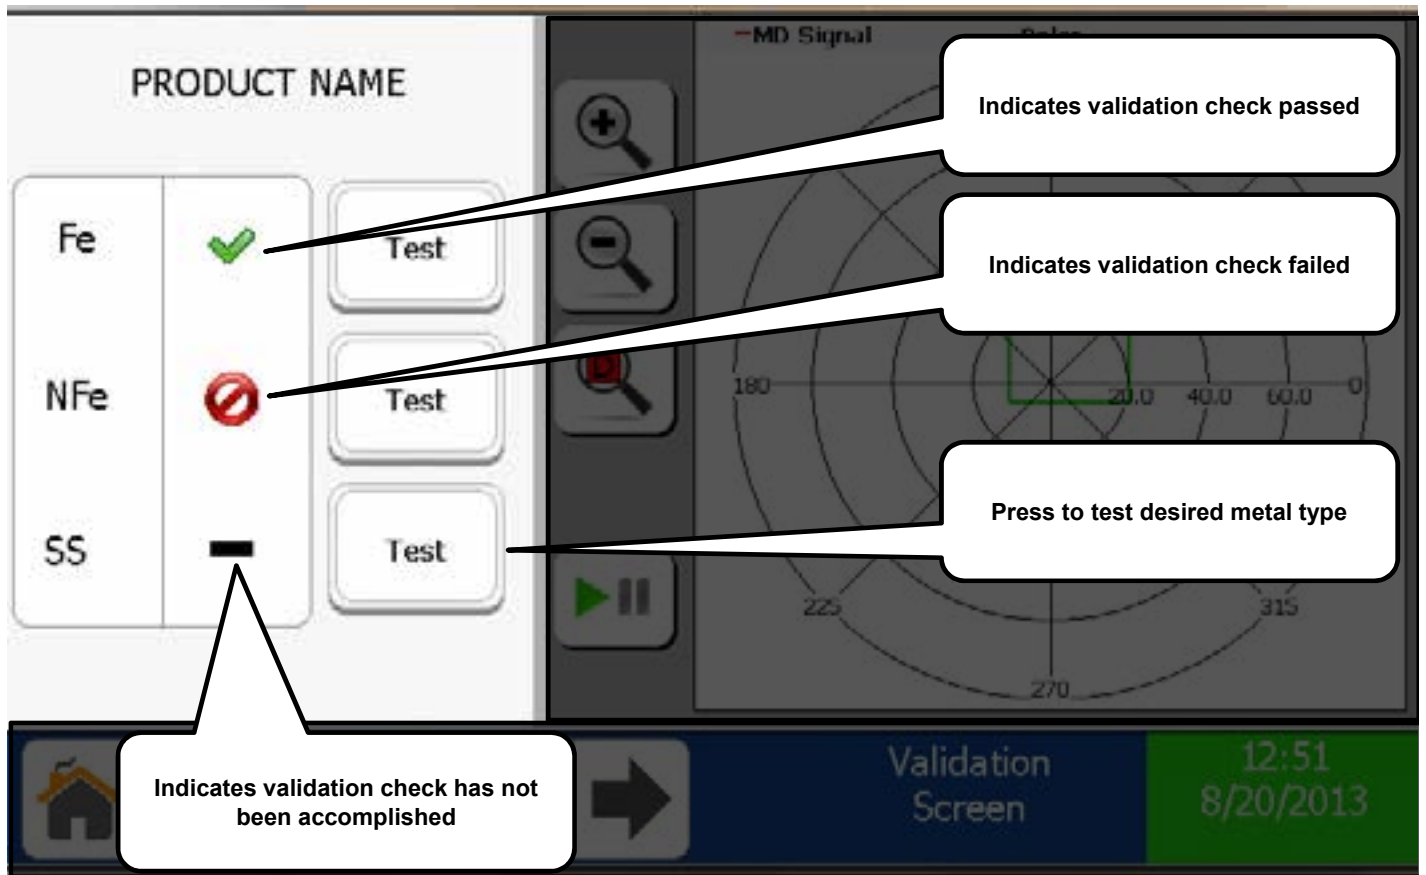 PRODUCT NAME
Fe
Test
NFe
Test
SS
Test
D
MD Signal
180
20.0 40.0 60.0 0
225
315
270
Indicates validation check passed
Indicates validation check failed
Press to test desired metal type
Indicates validation check has not
been accomplished
Validation
Screen
12:51
8/20/2013